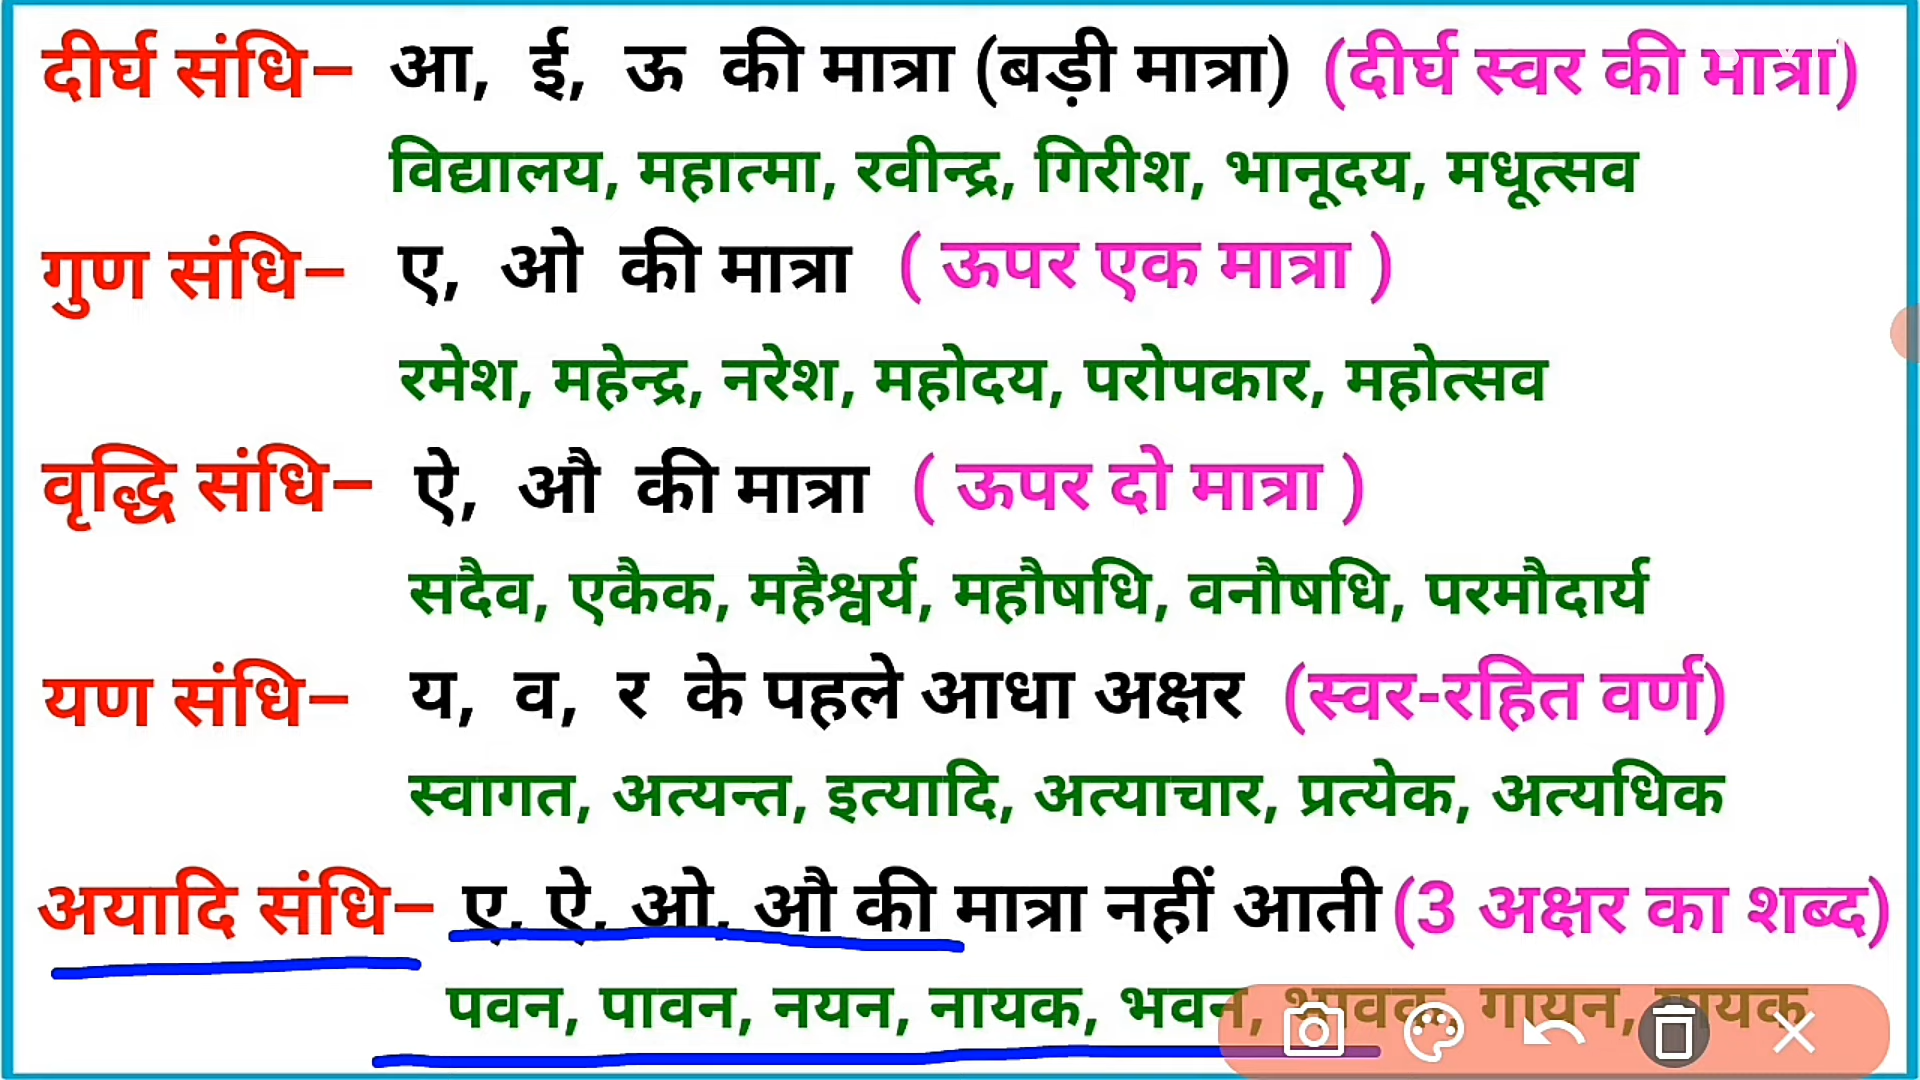 दीर्घ संधि– आ, ई, ऊ की मात्रा (बड़ी मात्रा) (दीर्घ स्वर की मात्रा)
विद्यालय, महात्मा, रवीन्द्र, गिरीश, भानूदय, मधूत्सव
गुण संधि– ए, ओ की मात्रा ( ऊपर एक मात्रा )
रमेश, महेन्द्र, नरेश, महोदय, परोपकार, महोत्सव
वृद्धि संधि– ऐ, औ की मात्रा ( ऊपर दो मात्रा )
सदैव, एकैक, महैश्वर्य, महौषधि, वनौषधि, परमौदार्य
यण संधि– य, व, र के पहले आधा अक्षर (स्वर-रहित वर्ण)
स्वागत, अत्यन्त, इत्यादि, अत्याचार, प्रत्येक, अत्यधिक
अयादि संधि– ए, ऐ, ओ, औ की मात्रा नहीं आती (3 अक्षर का शब्द)
पवन, पावन, नयन, नायक, भवन, गायन,